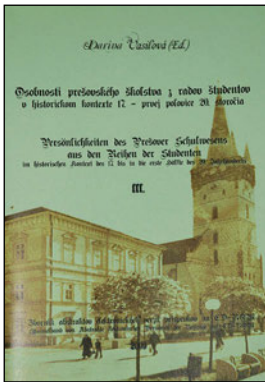 Darina Vasiľová (Ed.)
Osobnosti prešovského školstva z radov študentov
v historickom kontexte 17. - prvej polovice 20. storočia
Persönlichkeiten des Prešover Schulwesens
aus den Reihen der Studenten
im historischen Kontext des 17. bis in die erste Hälfte des 20. Jahrhunderts
III.
Zborník abstraktov